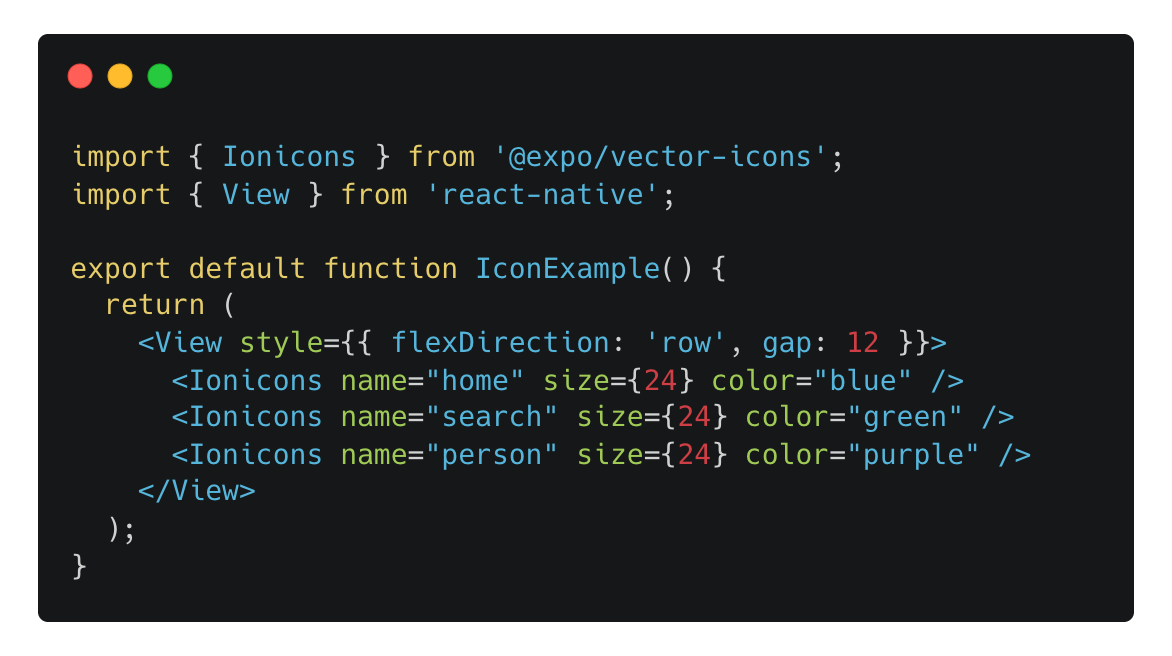 import { Ionicons } from '@expo/vector-icons';
import { View } from 'react-native';

export default function IconExample() {
  return (
    <View style={{ flexDirection: 'row', gap: 12 }}>
      <Ionicons name="home" size={24} color="blue" />
      <Ionicons name="search" size={24} color="green" />
      <Ionicons name="person" size={24} color="purple" />
    </View>
  );
}